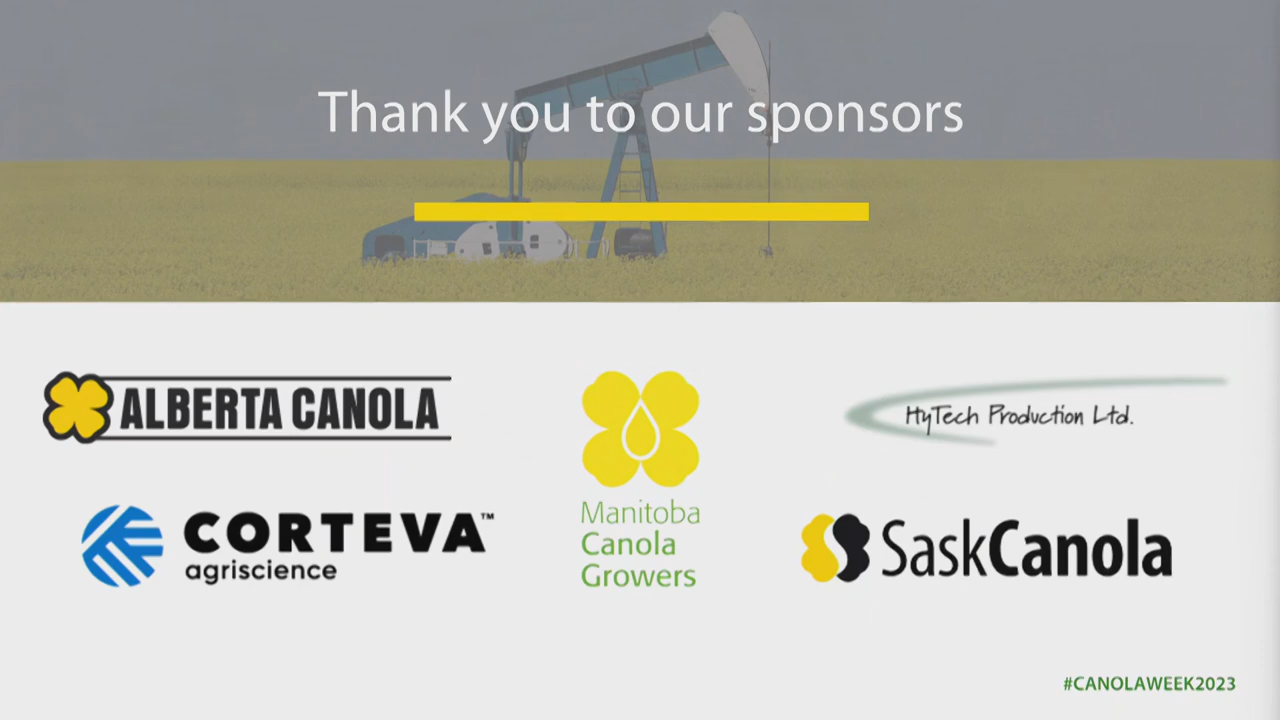 Thank you to our sponsors
ALBERTA CANOLA
CORTEVA™
agriscience
Manitoba
Canola
Growers
HyTech Production Ltd.
SaskCanola
#CANOLAWEEK2023